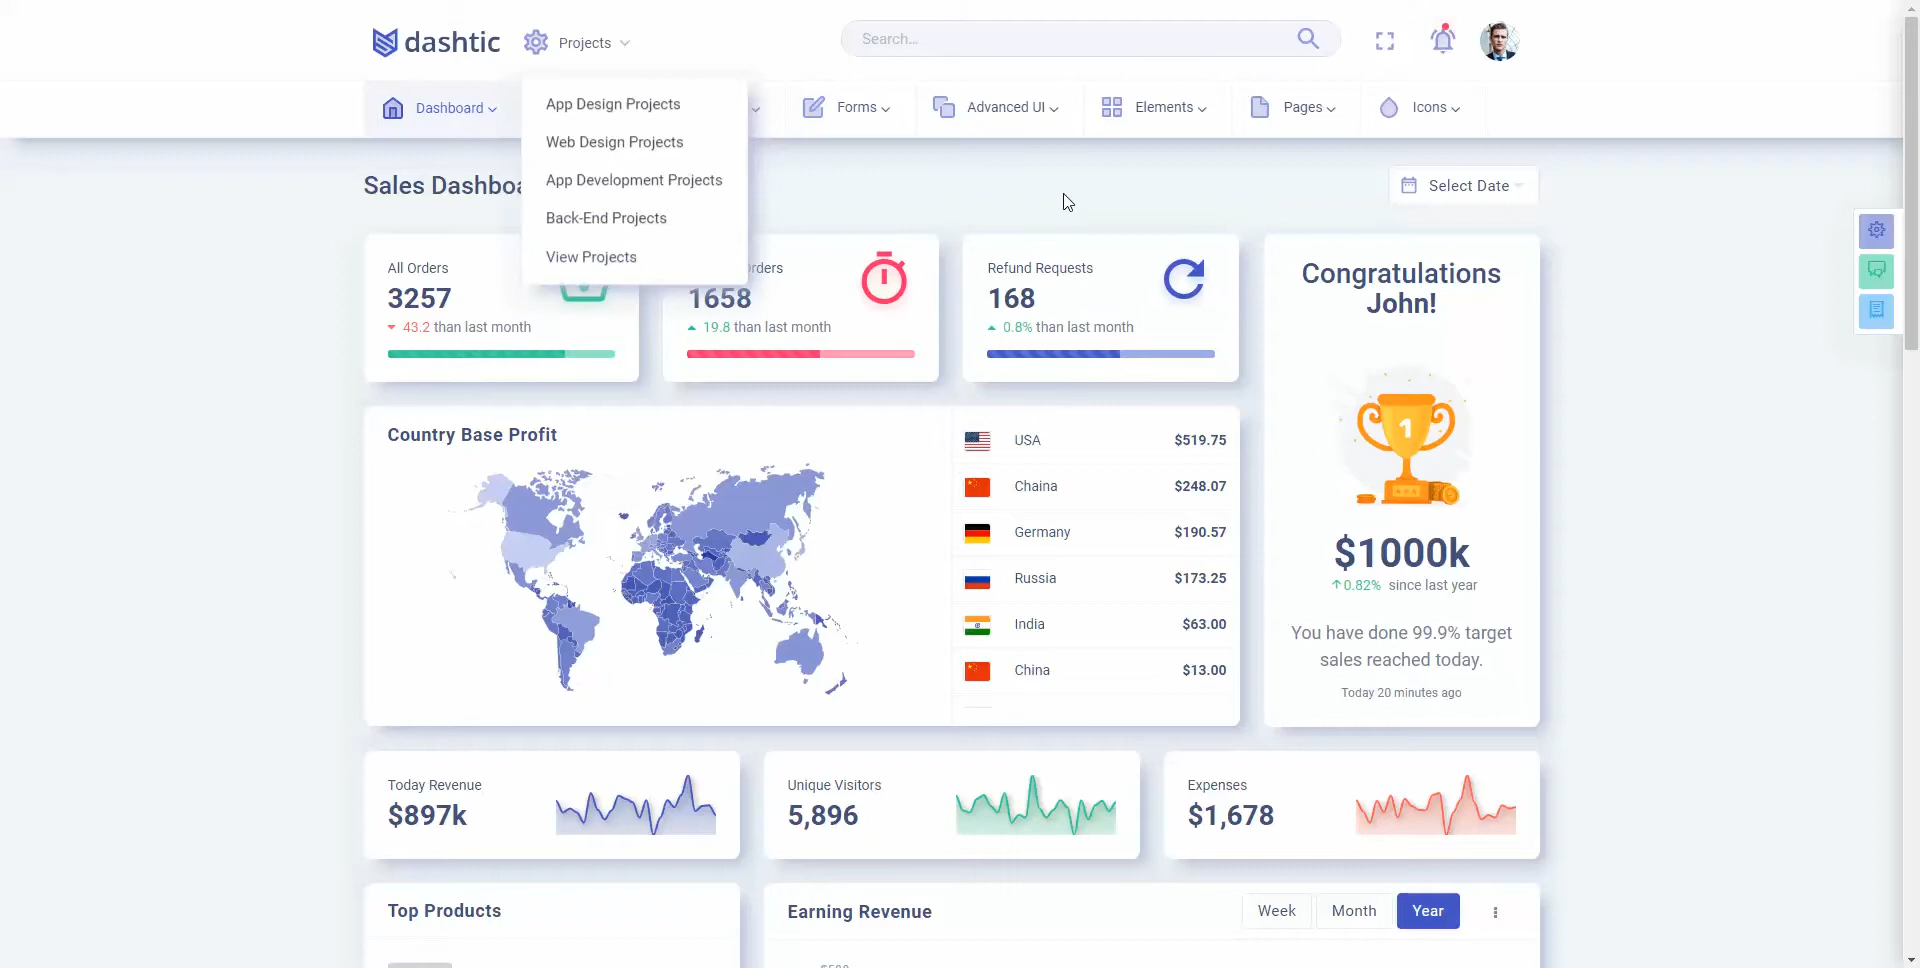 dashtic
Projects
Search...
Dashboard
Forms
Advanced UI
Elements
Pages
Icons
App Design Projects
Web Design Projects
App Development Projects
Back-End Projects
View Projects
Select Date
All Orders
3257
43.2 than last month
1658
19.8 than last month
Refund Requests
168
0.8% than last month
Congratulations
John!
1
$1000k
0.82% since last year
You have done 99.9% target
sales reached today.
Today 20 minutes ago
Country Base Profit
USA $519.75
Chaina $248.07
Germany $190.57
Russia $173.25
India $63.00
China $13.00
Today Revenue
$897k
Unique Visitors
5,896
Expenses
$1,678
Top Products
Earning Revenue
Week
Month
Year